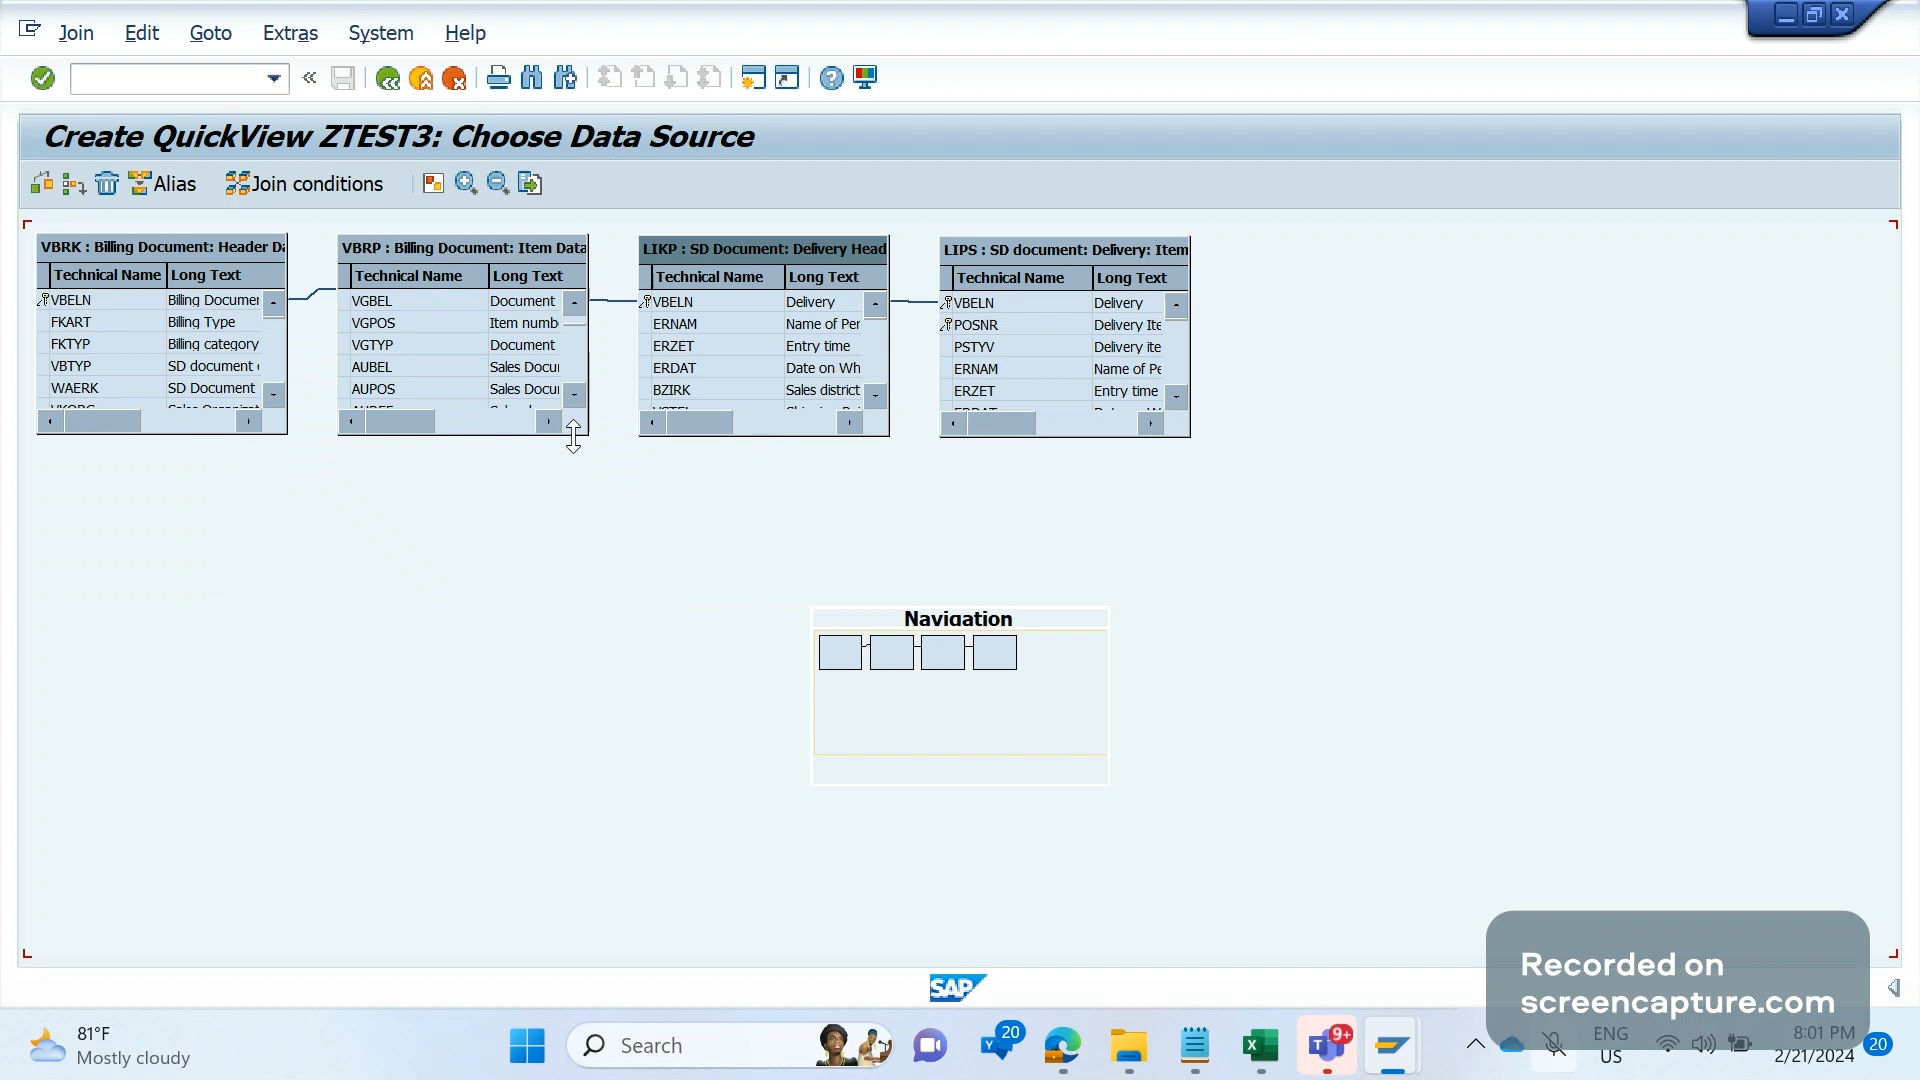 Join Edit Goto Extras System Help
Create QuickView ZTEST3: Choose Data Source
Alias Join conditions
VBRK : Billing Document: Header Da
Technical Name Long Text
VBELN Billing Documen
FKART Billing Type
FKTYP Billing category
VBTYP SD document
WAERK SD Document
VBRP : Billing Document: Item Data
Technical Name Long Text
VGBEL Document
VGPOS Item numb
VGTYP Document
AUBEL Sales Docu
AUPOS Sales Docu
LIKP : SD Document: Delivery Head
Technical Name Long Text
VBELN Delivery
ERNAM Name of Per
ERZET Entry time
ERDAT Date on Wh
BZIRK Sales district
LIPS : SD document: Delivery: Item
Technical Name Long Text
VBELN Delivery
POSNR Delivery Ite
PSTYV Delivery ite
ERNAM Name of Pe
ERZET Entry time
Navigation
SAP
Recorded on
screencapture.com
81°F
Mostly cloudy
Search
20
9+
ENG
US
8:01 PM
2/21/2024
20